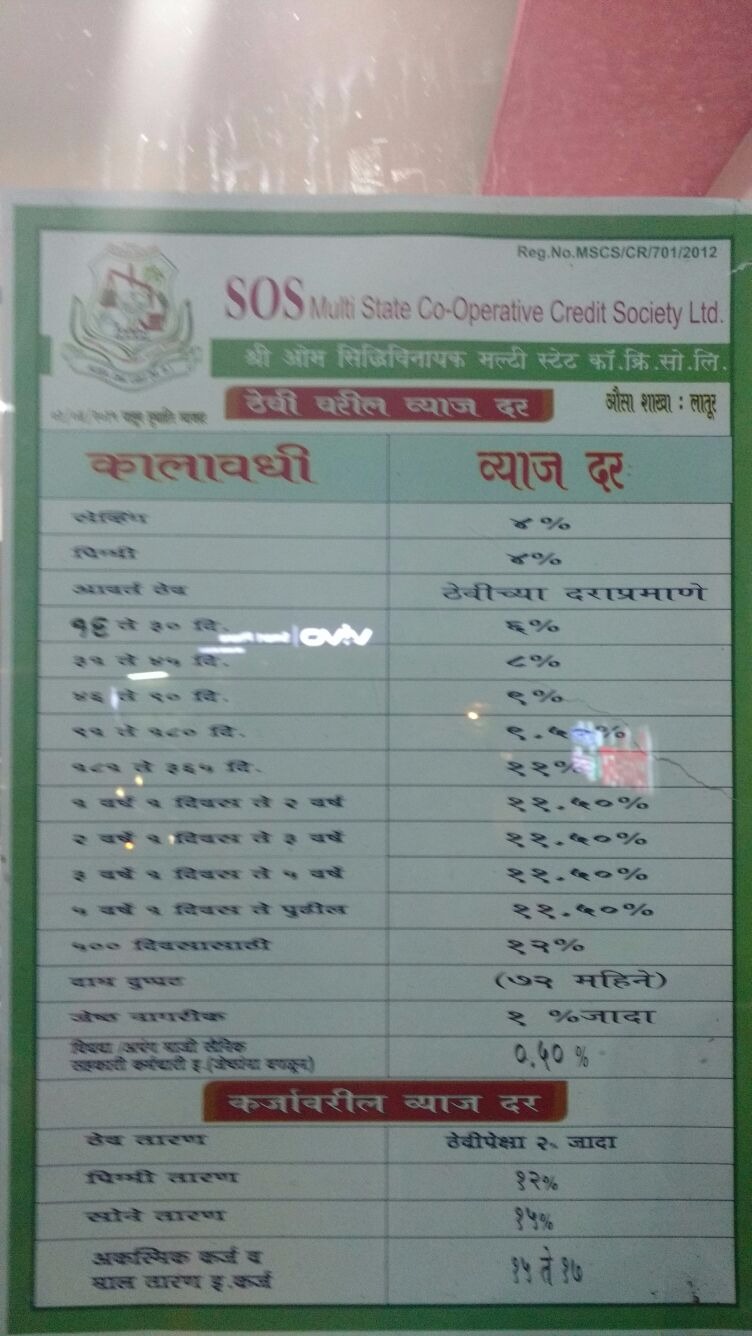 Reg.No.MSCS/CR/701/2012
SOS Multi State Co-Operative Credit Society Ltd.
श्री ओम सिद्धिविनायक मल्टी स्टेट कॉ.क्रि.सो.लि.
ठेवी वरील व्याज दर
औसा शाखा : लातूर
कालावधी व्याज दर
सेव्हिंग ४%
पिग्मी ४%
आवर्त ठेव ठेवीच्या दराप्रमाणे
१६ ते ३० दि. ६%
३१ ते ४५ दि. ८%
४६ ते ९० दि. ९%
९१ ते १८० दि. ९.५०%
१८१ ते ३६५ दि. ११%
१ वर्ष १ दिवस ते २ वर्ष ११.५०%
२ वर्षे १ दिवस ते ३ वर्षे ११.५०%
३ वर्षे १ दिवस ते ५ वर्षे ११.५०%
५ वर्षे १ दिवस ते पुढील ११.५०%
५०० दिवसासाठी १२%
दाम दुप्पट (७२ महिने)
जेष्ठ नागरीक १ %जादा
विधवा /अपंग माजी सैनिक
सहकारी कर्मचारी इ.(जेष्ठांना वगळून) ०.५० %
कर्जावरील व्याज दर
ठेव तारण ठेवीपेक्षा २% जादा
पिग्मी तारण १२%
सोने तारण १५%
अकस्मिक कर्ज व
माल तारण इ.कर्ज १५ ते १७